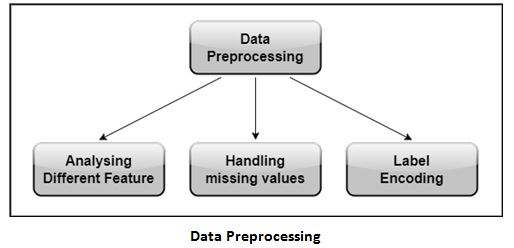 Data
Preprocessing
Analysing
Different Feature
Handling
missing values
Label
Encoding
Data Preprocessing